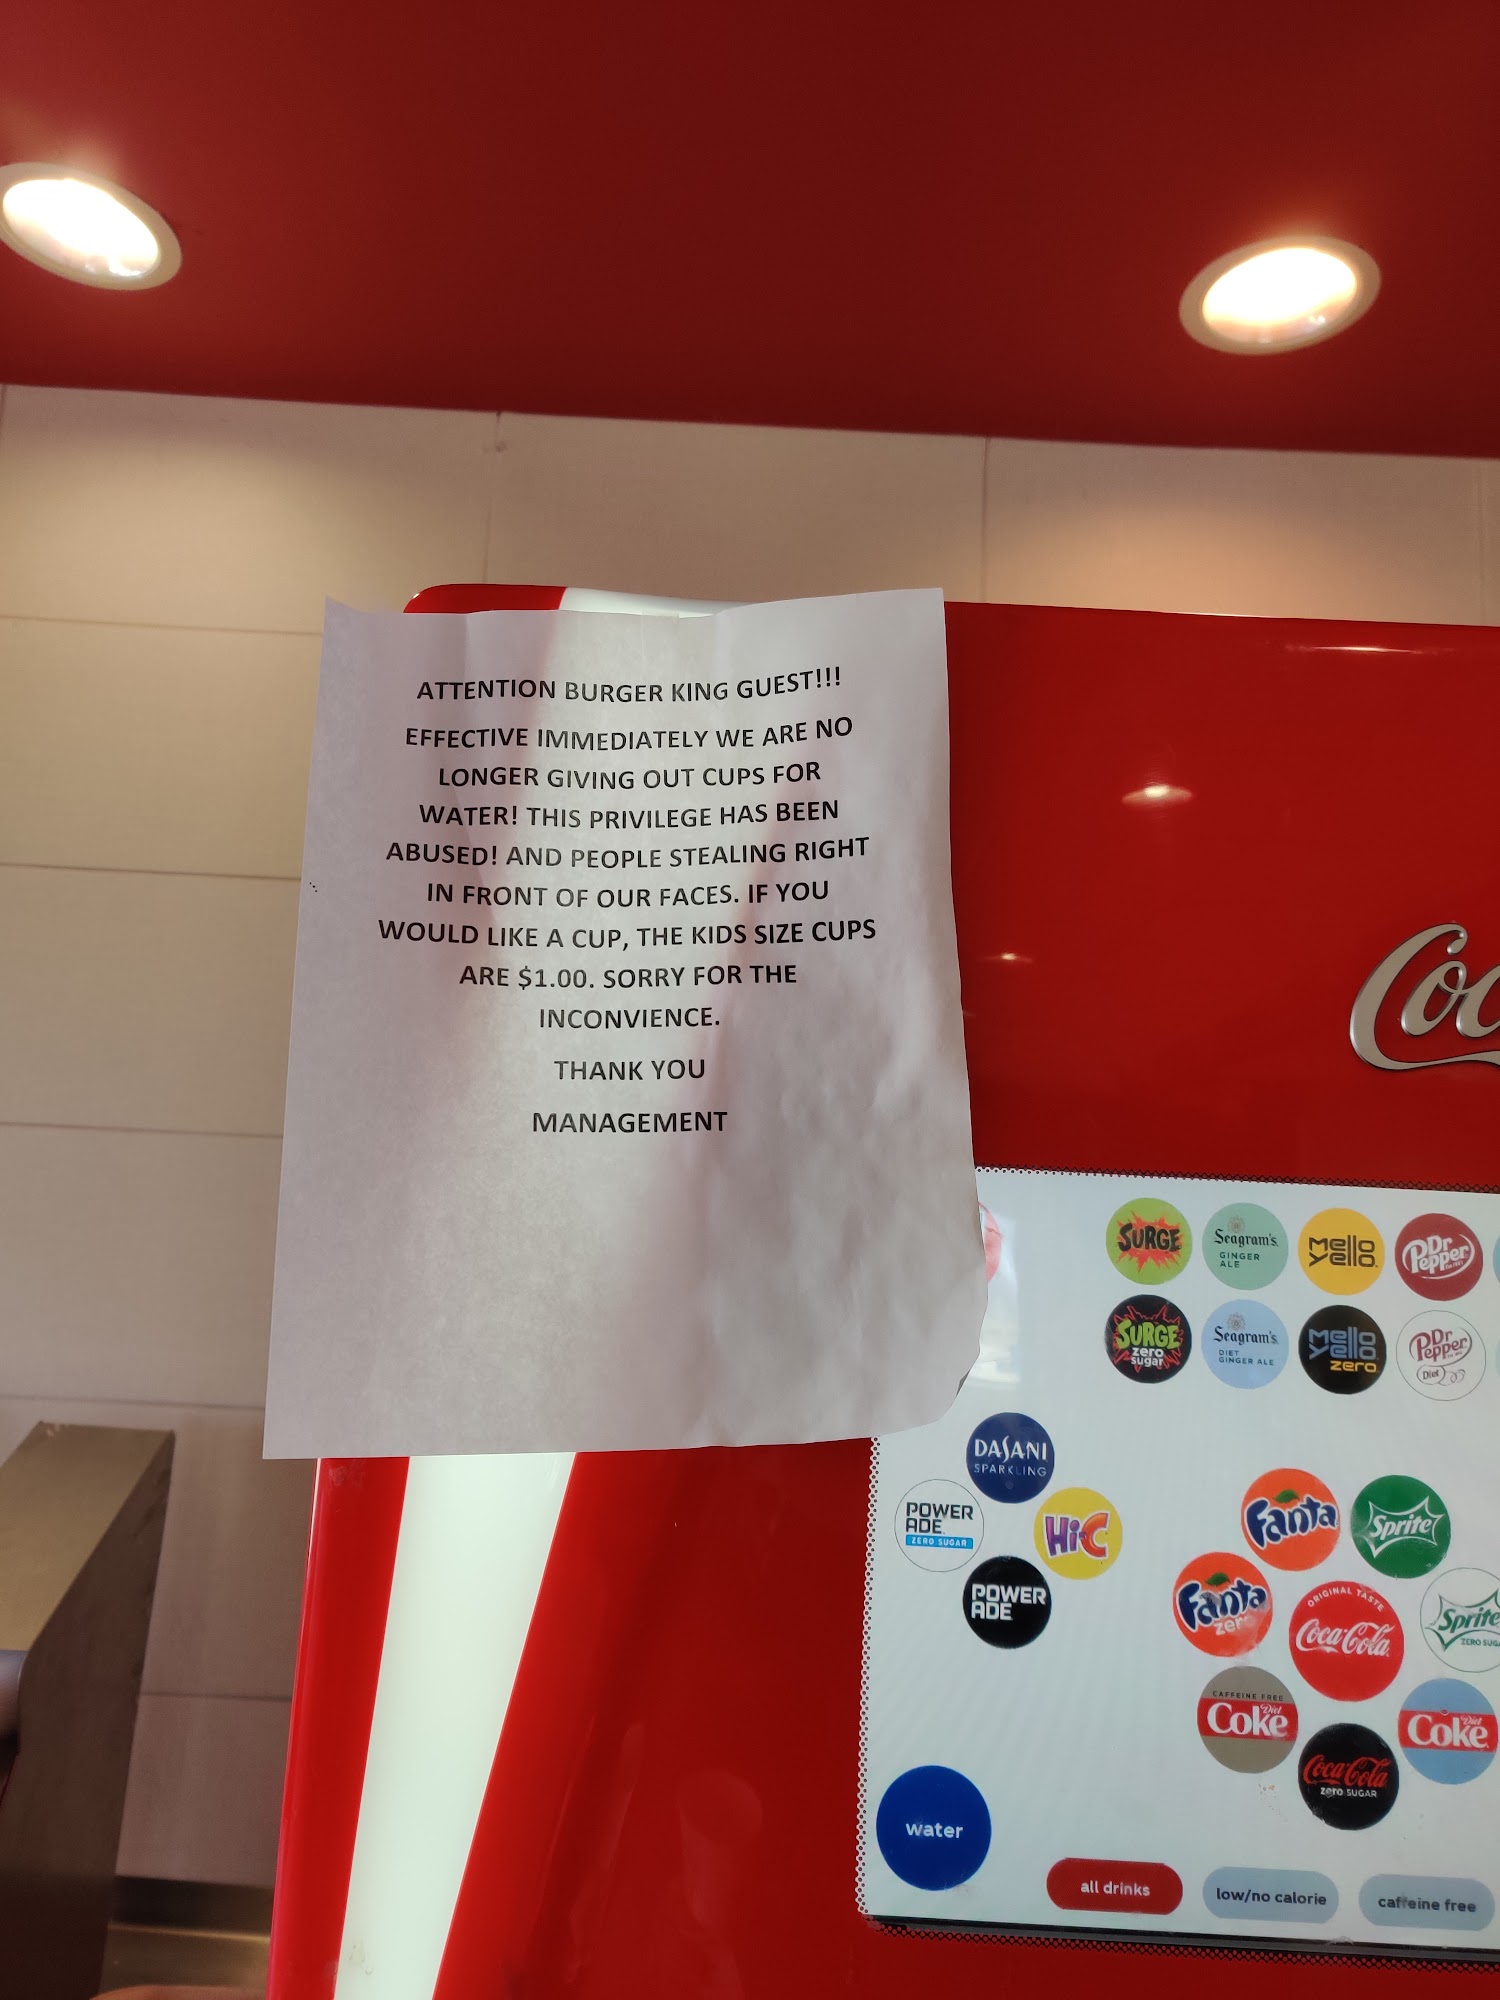 ATTENTION BURGER KING GUEST!!!
EFFECTIVE IMMEDIATELY WE ARE NO
LONGER GIVING OUT CUPS FOR
WATER! THIS PRIVILEGE HAS BEEN
ABUSED! AND PEOPLE STEALING RIGHT
IN FRONT OF OUR FACES. IF YOU
WOULD LIKE A CUP, THE KIDS SIZE CUPS
ARE $1.00. SORRY FOR THE
INCONVIENCE.
THANK YOU
MANAGEMENT
Coc
SURGE
Seagram's
GINGER
ALE
mello
yello
Dr
Pepper
SURGE
zero
sugar
Seagram's
DIET
GINGER ALE
mello
yello
zero
Dr
Pepper
Diet
DASANI
SPARKLING
POWER
ADE
ZERO SUGAR
Hi-C
POWER
ADE
Fanta
Sprite
Fanta
zero
ORIGINAL TASTE
Coca-Cola
Sprite
ZERO SUG
CAFFEINE FREE
Diet
Coke
Diet
Coke
Coca-Cola
zero SUGAR
water
all drinks
low/no calorie
caffeine free